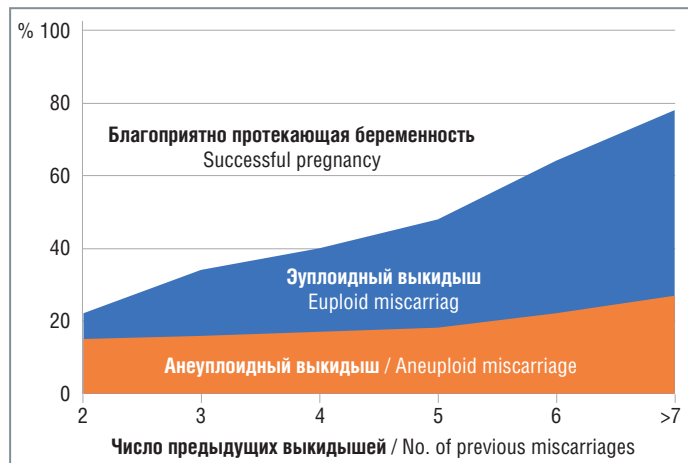 % 100
80
Благоприятно протекающая беременность
Successful pregnancy
60
40
Эуплоидный выкидыш
Euploid miscarriag
20
Анеуплоидный выкидыш / Aneuploid miscarriage
0
2 3 4 5 6 >7
Число предыдущих выкидышей / No. of previous miscarriages